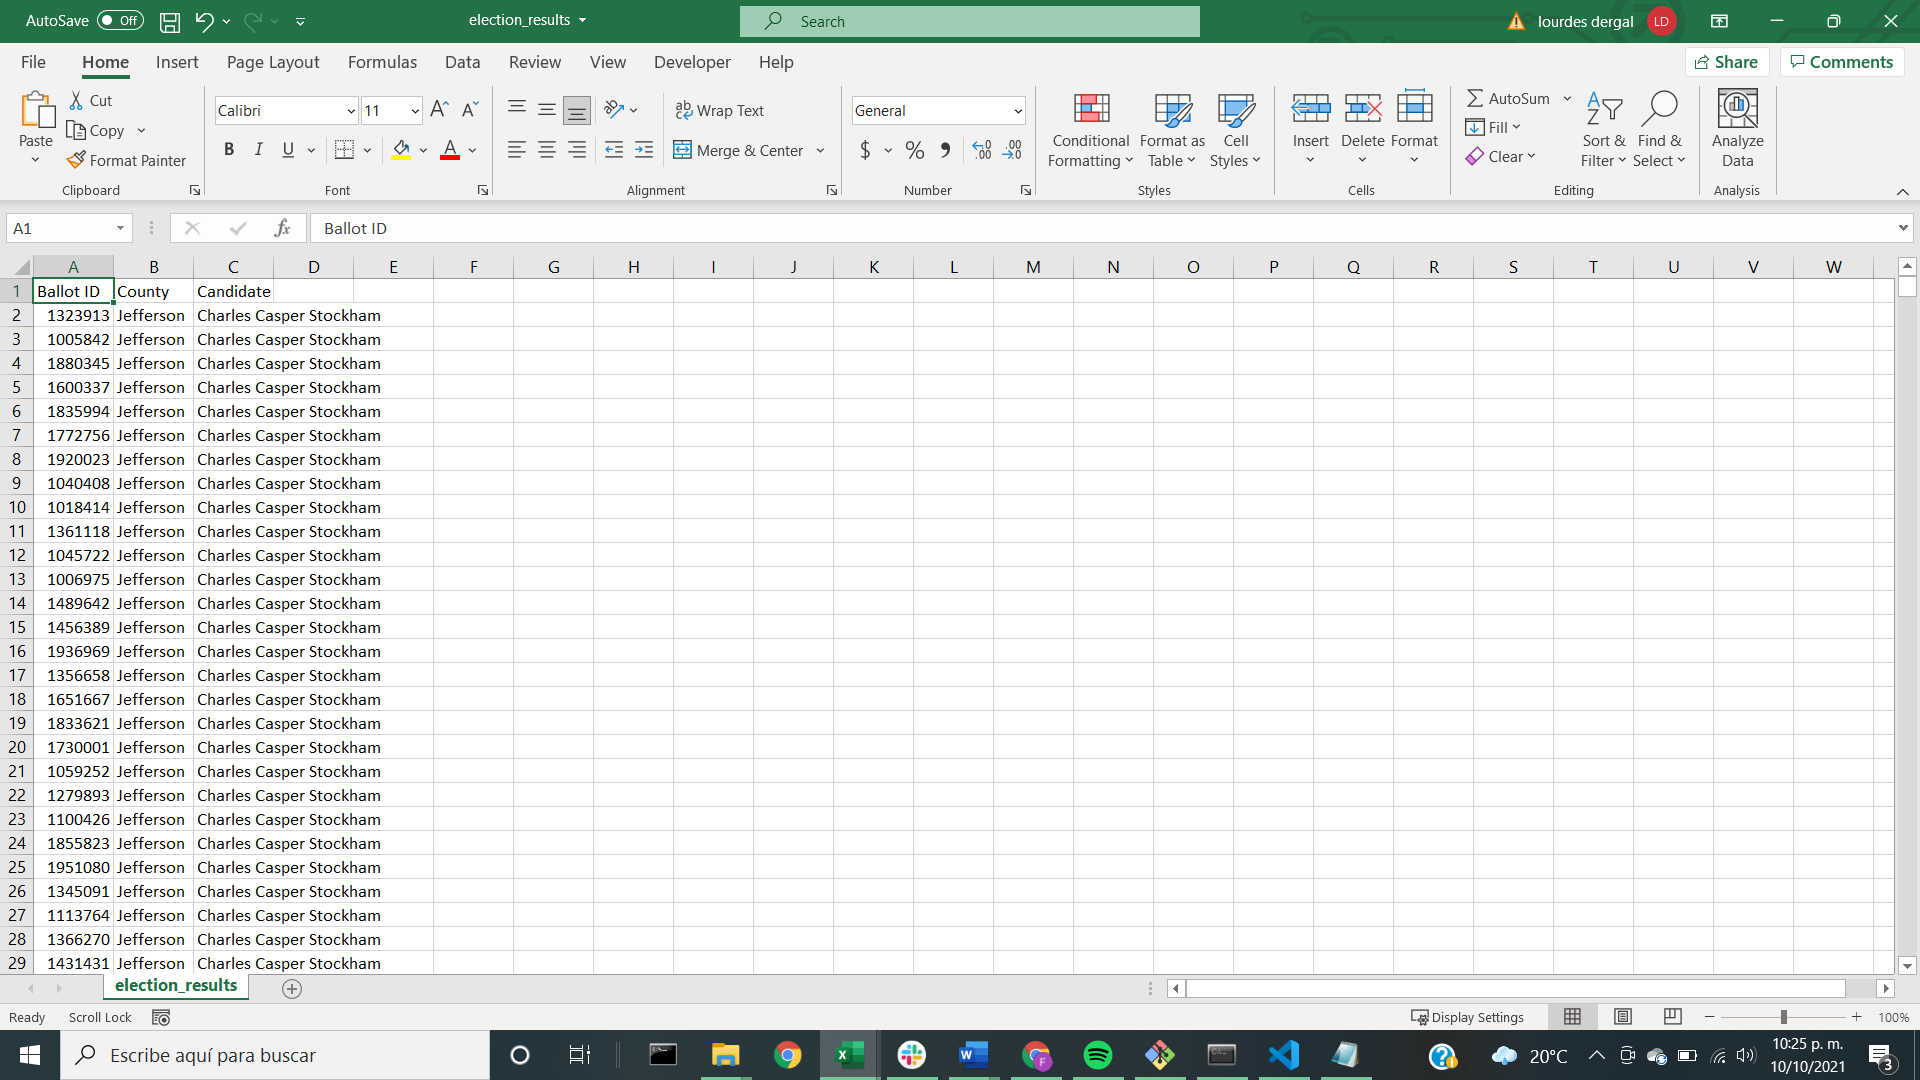 AutoSave Off election_results Search lourdes dergal LD
File Home Insert Page Layout Formulas Data Review View Developer Help Share Comments
Paste Cut Copy Format Painter Clipboard
Calibri 11 B I U A Font
Wrap Text Merge & Center Alignment
General $ % Number
Conditional Formatting Format as Table Cell Styles Styles
Insert Delete Format Cells
AutoSum Fill Clear Sort & Filter Find & Select Editing
Analyze Data Analysis
A1 fx Ballot ID
A B C D E F G H I J K L M N O P Q R S T U V W
1 Ballot ID County Candidate
2 1323913 Jefferson Charles Casper Stockham
3 1005842 Jefferson Charles Casper Stockham
4 1880345 Jefferson Charles Casper Stockham
5 1600337 Jefferson Charles Casper Stockham
6 1835994 Jefferson Charles Casper Stockham
7 1772756 Jefferson Charles Casper Stockham
8 1920023 Jefferson Charles Casper Stockham
9 1040408 Jefferson Charles Casper Stockham
10 1018414 Jefferson Charles Casper Stockham
11 1361118 Jefferson Charles Casper Stockham
12 1045722 Jefferson Charles Casper Stockham
13 1006975 Jefferson Charles Casper Stockham
14 1489642 Jefferson Charles Casper Stockham
15 1456389 Jefferson Charles Casper Stockham
16 1936969 Jefferson Charles Casper Stockham
17 1356658 Jefferson Charles Casper Stockham
18 1651667 Jefferson Charles Casper Stockham
19 1833621 Jefferson Charles Casper Stockham
20 1730001 Jefferson Charles Casper Stockham
21 1059252 Jefferson Charles Casper Stockham
22 1279893 Jefferson Charles Casper Stockham
23 1100426 Jefferson Charles Casper Stockham
24 1855823 Jefferson Charles Casper Stockham
25 1951080 Jefferson Charles Casper Stockham
26 1345091 Jefferson Charles Casper Stockham
27 1113764 Jefferson Charles Casper Stockham
28 1366270 Jefferson Charles Casper Stockham
29 1431431 Jefferson Charles Casper Stockham
election_results
Ready Scroll Lock Display Settings 100%
Escribe aquí para buscar 20°C 10:25 p. m.
10/10/2021 3